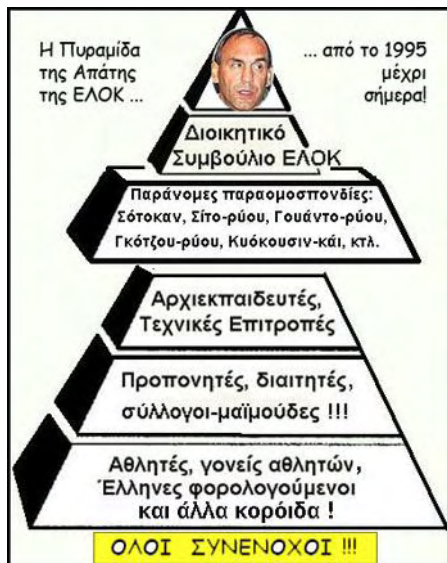 Η Πυραμίδα
της Απάτης
της ΕΛΟΚ ...
... από το 1995
μέχρι
σήμερα!
Διοικητικό
Συμβούλιο ΕΛΟΚ
Παράνομες παραομοσπονδίες:
Σότοκαν, Σίτο-ρύου, Γουάντο-ρύου,
Γκότζου-ρύου, Κυόκουσιν-κάι, κτλ.
Αρχιεκπαιδευτές,
Τεχνικές Επιτροπές
Προπονητές, διαιτητές,
σύλλογοι-μαϊμούδες !!!
Αθλητές, γονείς αθλητών,
Έλληνες φορολογούμενοι
και άλλα κορόιδα !
ΟΛΟΙ ΣΥΝΕΝΟΧΟΙ !!!